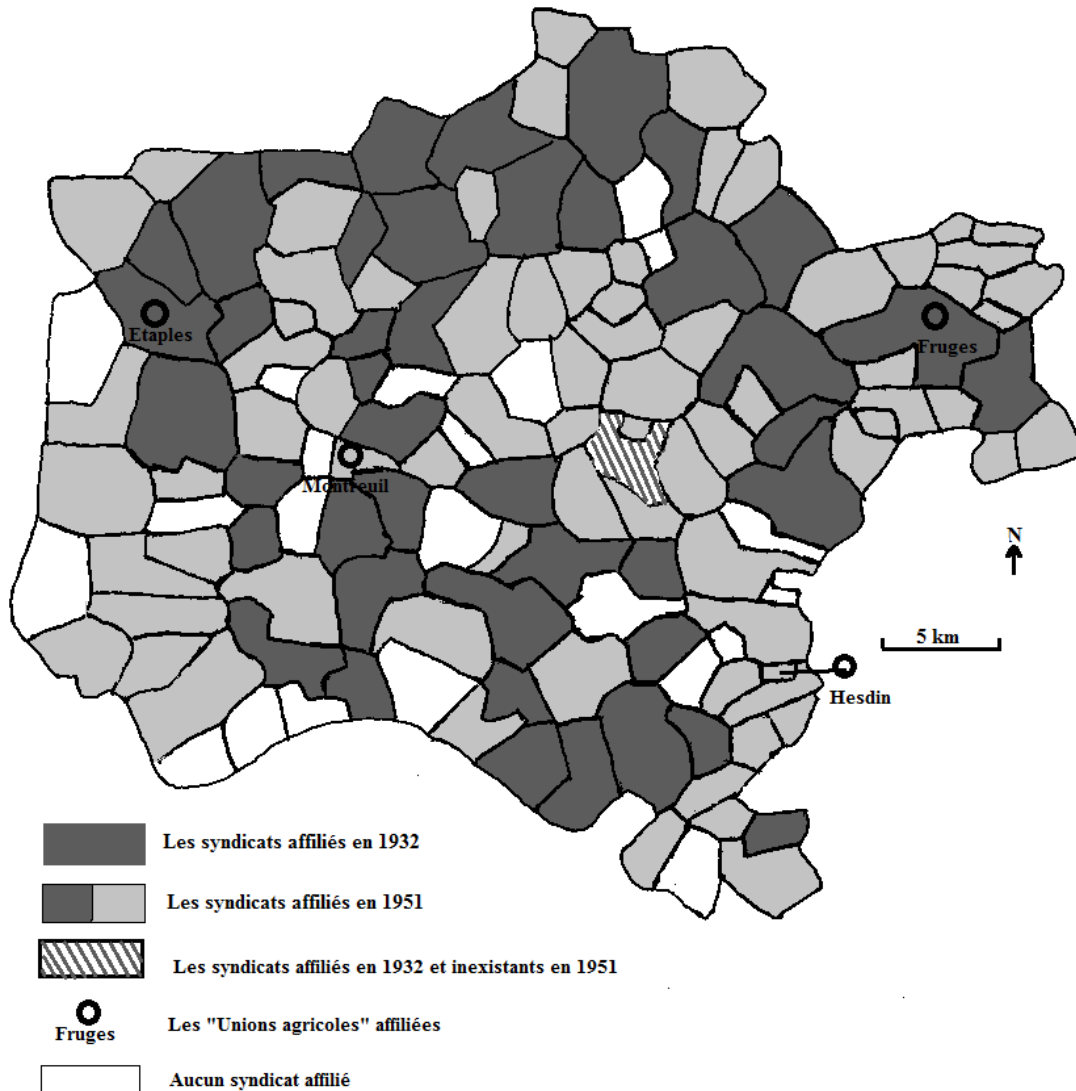 Etaples
Fruges
Montreuil
N
5 km
Hesdin
Les syndicats affiliés en 1932
Les syndicats affiliés en 1951
Les syndicats affiliés en 1932 et inexistants en 1951
Fruges
Les "Unions agricoles" affiliées
Aucun syndicat affilié